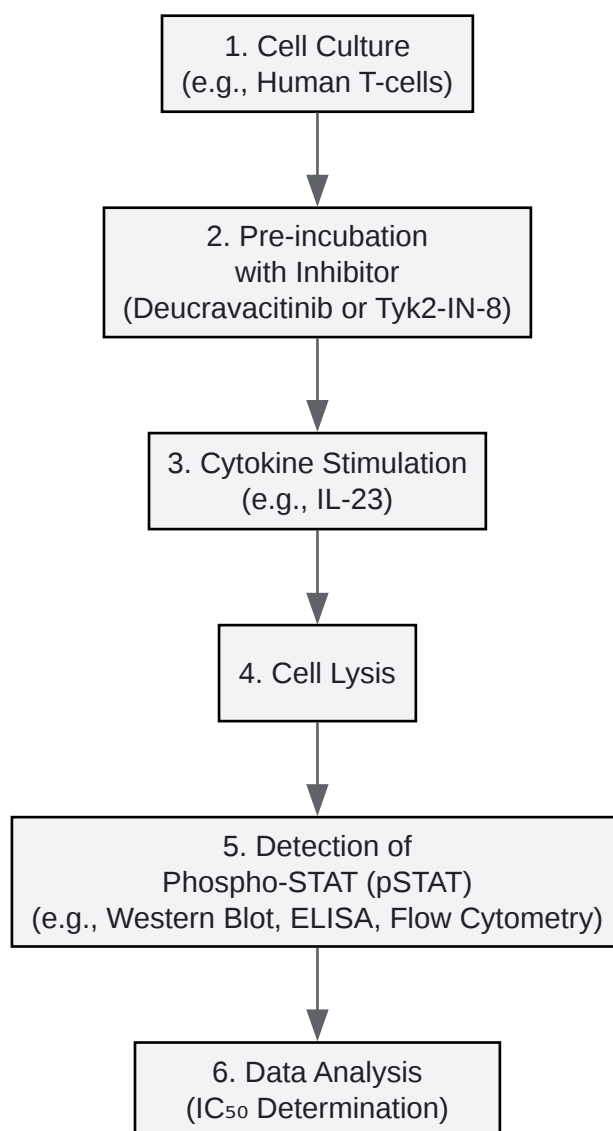 1. Cell Culture
(e.g., Human T-cells)
2. Pre-incubation
with Inhibitor
(Deucravacitinib or Tyk2-IN-8)
3. Cytokine Stimulation
(e.g., IL-23)
4. Cell Lysis
5. Detection of
Phospho-STAT (pSTAT)
(e.g., Western Blot, ELISA, Flow Cytometry)
6. Data Analysis
(IC₅₀ Determination)